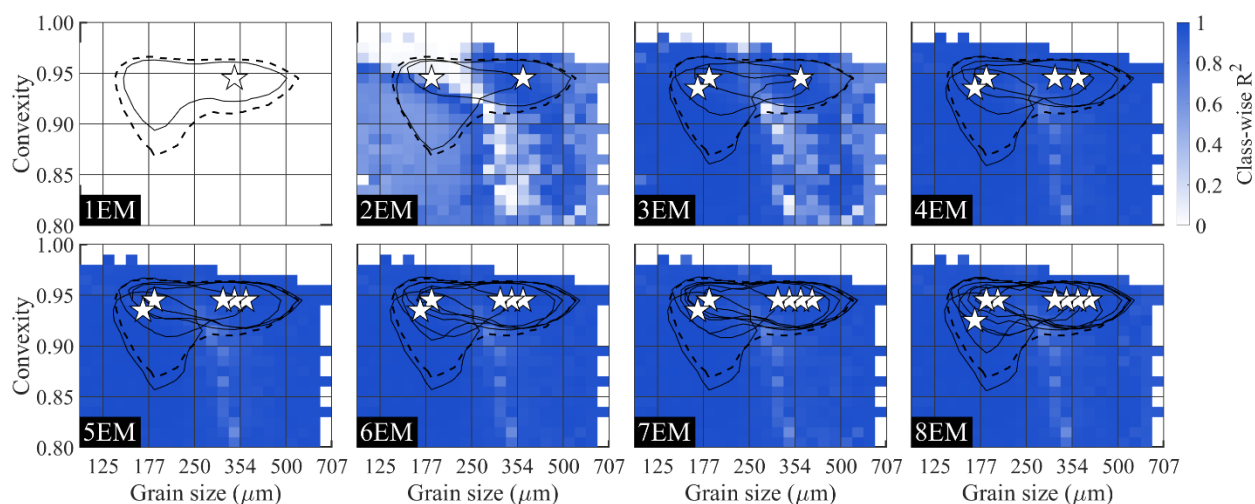 1.00
0.95
0.90
0.85
0.80
Convexity
1EM
2EM
3EM
4EM
1
0.8
0.6
0.4
0.2
0
Class-wise R²
1.00
0.95
0.90
0.85
0.80
Convexity
5EM
6EM
7EM
8EM
125 177 250 354 500 707
125 177 250 354 500 707
125 177 250 354 500 707
125 177 250 354 500 707
Grain size (μm)
Grain size (μm)
Grain size (μm)
Grain size (μm)